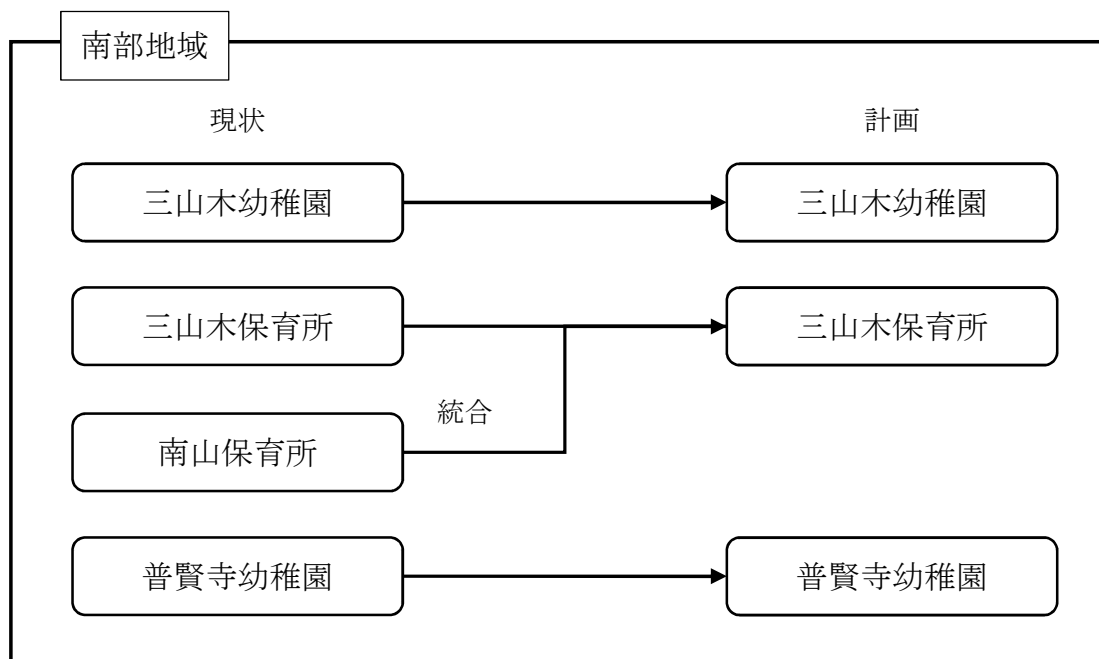 南部地域
現状
計画
三山木幼稚園
三山木幼稚園
三山木保育所
三山木保育所
統合
南山保育所
普賢寺幼稚園
普賢寺幼稚園